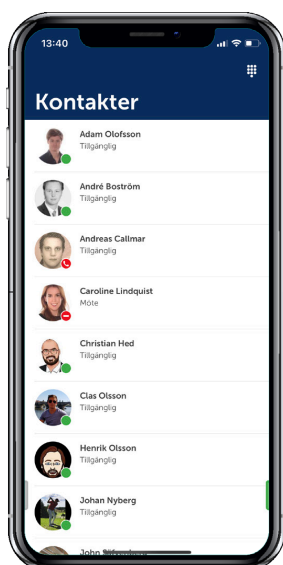 13:40
Kontakter
Adam Olofsson
Tillgänglig
André Boström
Tillgänglig
Andreas Callmar
Tillgänglig
Caroline Lindquist
Möte
Christian Hed
Tillgänglig
Clas Olsson
Tillgänglig
Henrik Olsson
Tillgänglig
Johan Nyberg
Tillgänglig
John